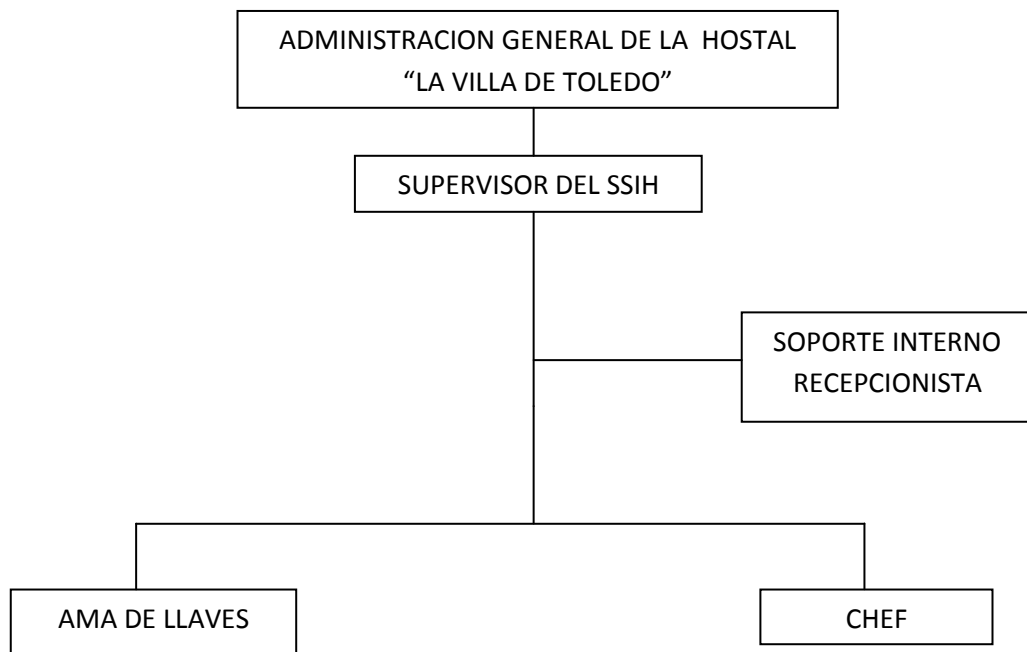 ADMINISTRACION GENERAL DE LA HOSTAL
“LA VILLA DE TOLEDO”
SUPERVISOR DEL SSIH
SOPORTE INTERNO
RECEPCIONISTA
AMA DE LLAVES
CHEF